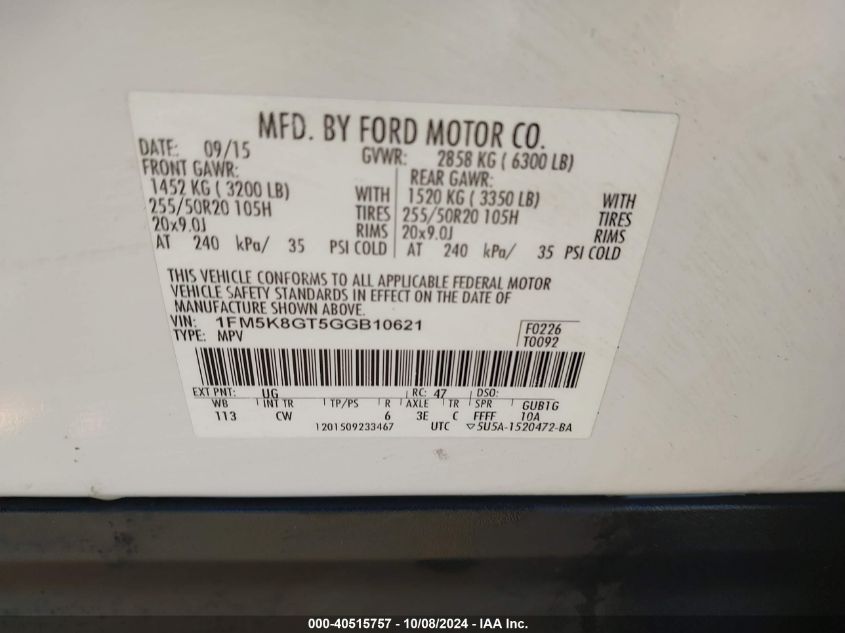 MFD. BY FORD MOTOR CO.
DATE: 09/15 GVWR: 2858 KG ( 6300 LB)
FRONT GAWR: REAR GAWR:
1452 KG ( 3200 LB) WITH 1520 KG ( 3350 LB) WITH
255/50R20 105H TIRES 255/50R20 105H TIRES
20x9.0J RIMS 20x9.0J RIMS
AT 240 kPa/ 35 PSI COLD AT 240 kPa/ 35 PSI COLD
THIS VEHICLE CONFORMS TO ALL APPLICABLE FEDERAL MOTOR
VEHICLE SAFETY STANDARDS IN EFFECT ON THE DATE OF
MANUFACTURE SHOWN ABOVE.
VIN: 1FM5K8GT5GGB10621 F0226
TYPE: MPV T0092
EXT PNT: UG RC: 47 DSO:
WB INT TR TP/PS R AXLE TR SPR GUB1G
113 CW 6 3E C FFFF 10A
1201509233467 UTC ▽5U5A-1520472-BA
000-40515757 - 10/08/2024 - IAA Inc.